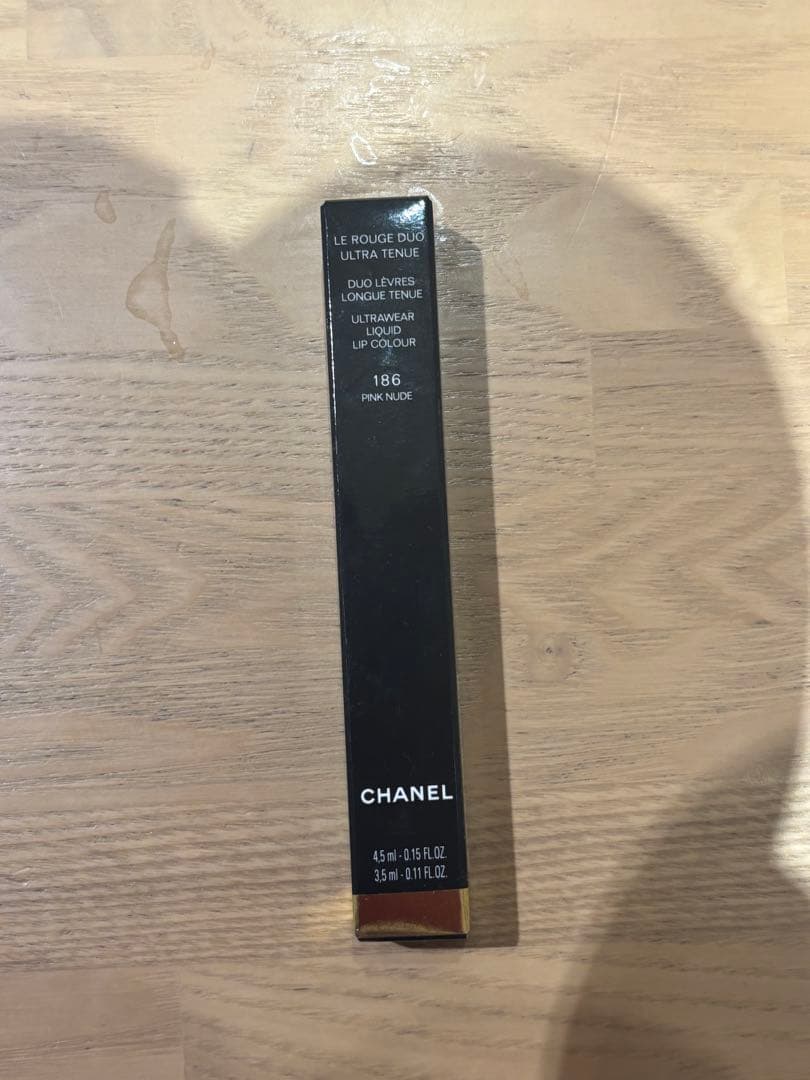 LE ROUGE DUO
ULTRA TENUE
DUO LÈVRES
LONGUE TENUE
ULTRAWEAR
LIQUID
LIP COLOUR
186
PINK NUDE
CHANEL
4,5 ml - 0.15 FL.OZ.
3,5 ml - 0.11 FL.OZ.